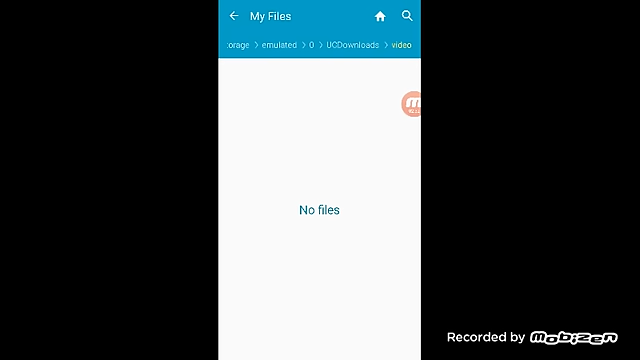 My Files
:orage > emulated > 0 > UCDownloads > video
No files
Recorded by Mobizen